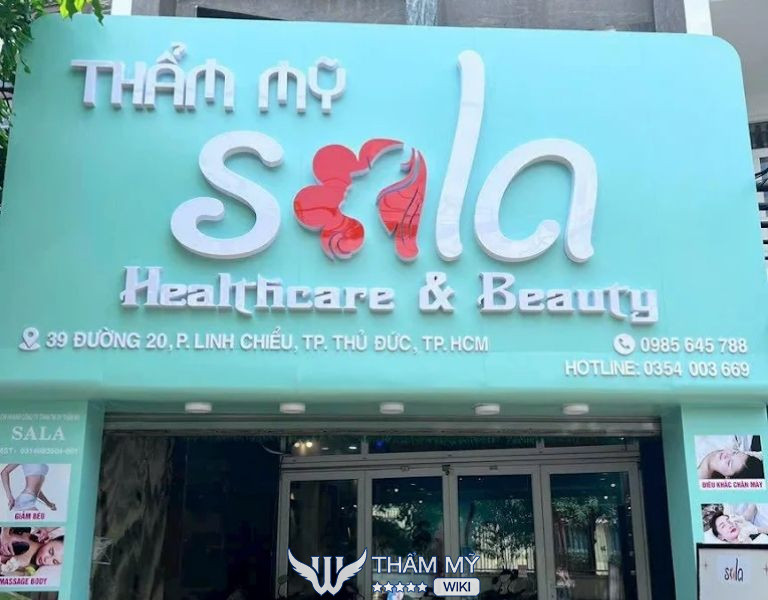 THẨM MỸ
sala
Healthcare & Beauty
39 ĐƯỜNG 20, P. LINH CHIỂU, TP. THỦ ĐỨC, TP. HCM
0985 645 788
HOTLINE: 0354 003 669
SALA
GIẢM BÉO
MASSAGE BODY
ĐIÊU KHẮC CHÂN MÀY
sala
THẨM MỸ
WIKI